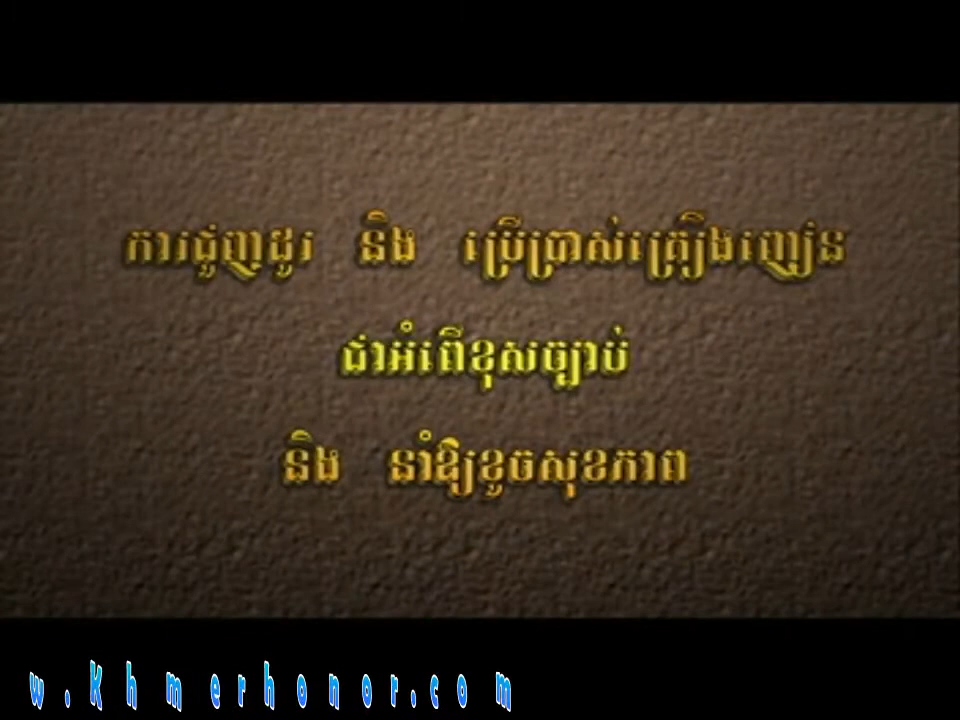 ការជួញដូរ និង ប្រើប្រាស់គ្រឿងញៀន
ជាអំពើខុសច្បាប់
និង នាំឱ្យខូចសុខភាព
w.Khmerhonor.com